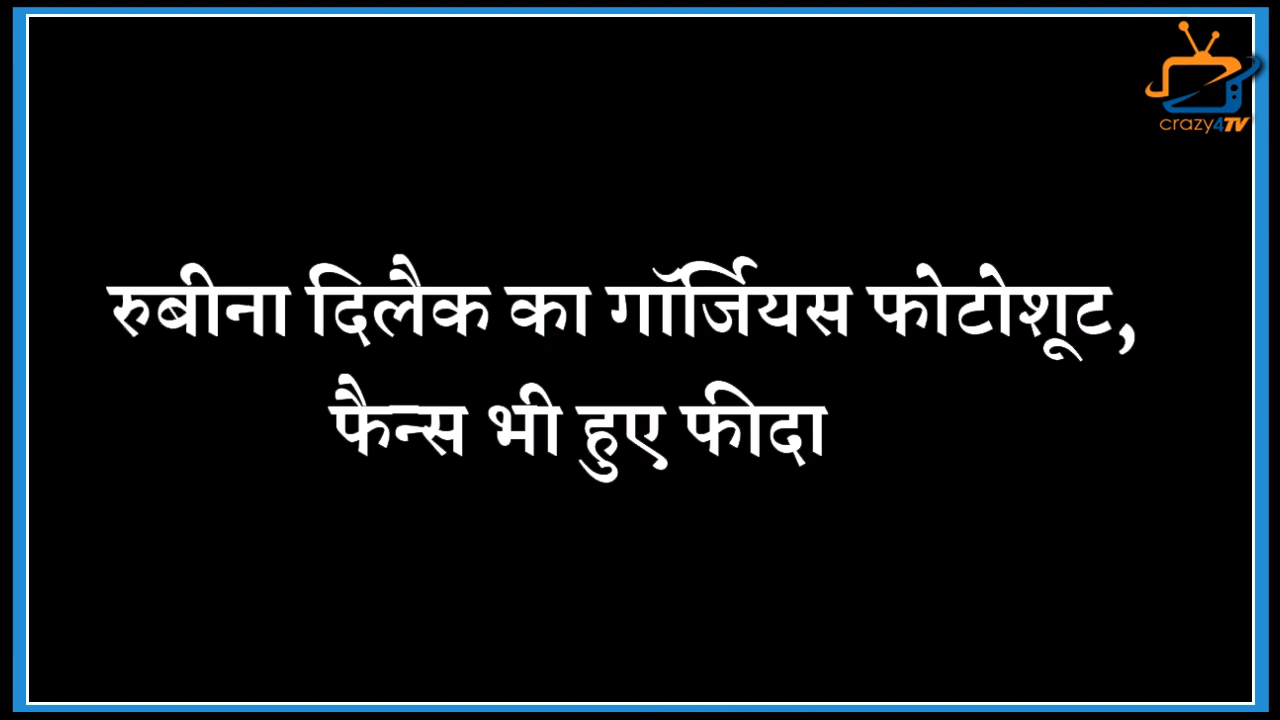 crazy4TV
रुबीना दिलैक का गॉर्जियस फोटोशूट,
फैन्स भी हुए फीदा